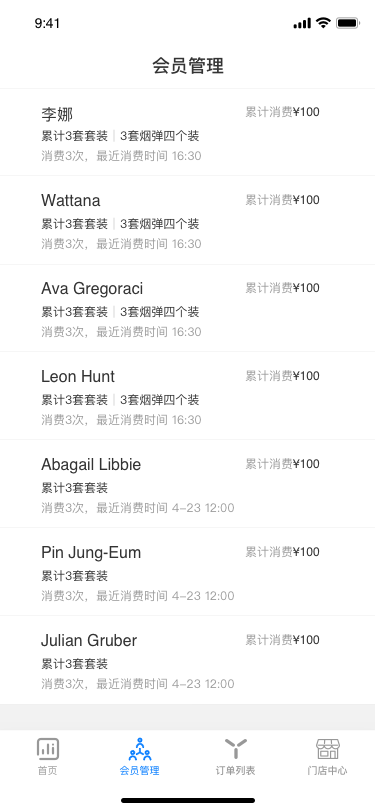 9:41
会员管理
李娜
累计消费¥100
累计3套套装 | 3套烟弹四个装
消费3次，最近消费时间 16:30
Wattana
累计消费¥100
累计3套套装 | 3套烟弹四个装
消费3次，最近消费时间 16:30
Ava Gregoraci
累计消费¥100
累计3套套装 | 3套烟弹四个装
消费3次，最近消费时间 16:30
Leon Hunt
累计消费¥100
累计3套套装 | 3套烟弹四个装
消费3次，最近消费时间 16:30
Abagail Libbie
累计消费¥100
累计3套套装
消费3次，最近消费时间 4-23 12:00
Pin Jung-Eum
累计消费¥100
累计3套套装
消费3次，最近消费时间 4-23 12:00
Julian Gruber
累计消费¥100
累计3套套装
消费3次，最近消费时间 4-23 12:00
首页 会员管理 订单列表 门店中心